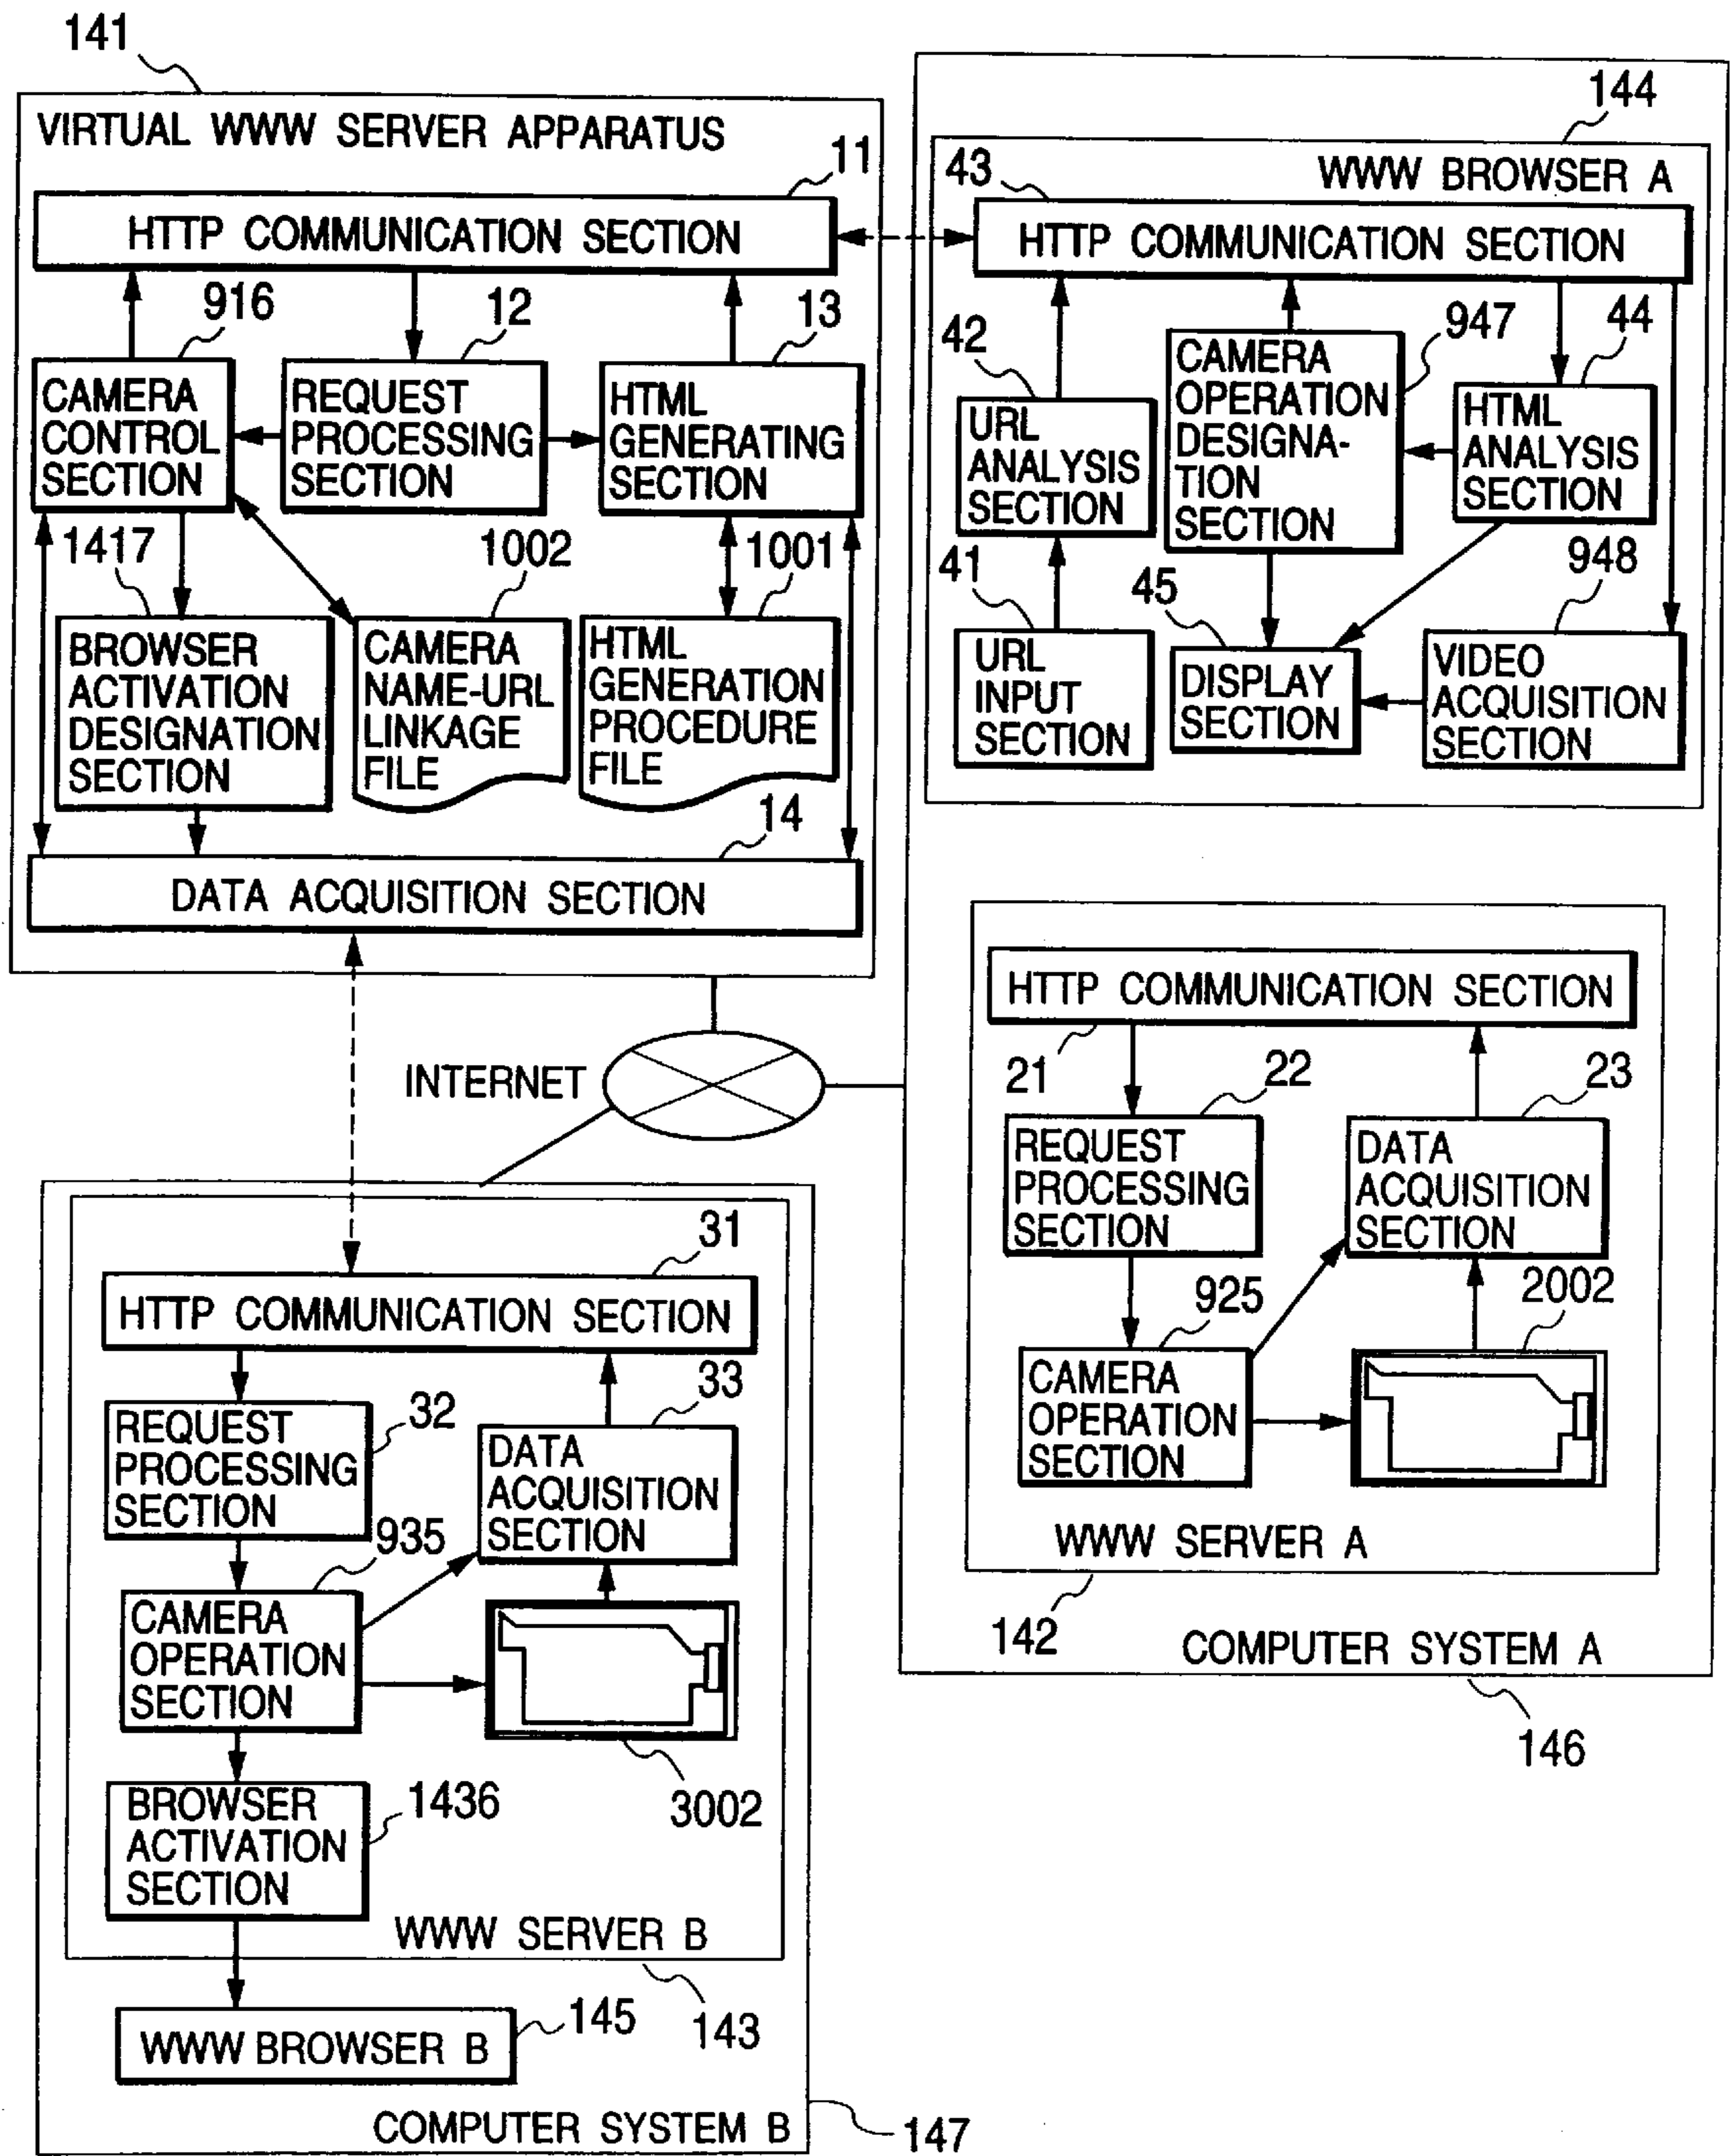 141
VIRTUAL WWW SERVER APPARATUS
11
HTTP COMMUNICATION SECTION
916
12
13
CAMERA
CONTROL
SECTION
REQUEST
PROCESSING
SECTION
HTML
GENERATING
SECTION
1417
1002
1001
BROWSER
ACTIVATION
DESIGNATION
SECTION
CAMERA
NAME-URL
LINKAGE
FILE
HTML
GENERATION
PROCEDURE
FILE
14
DATA ACQUISITION SECTION
144
WWW BROWSER A
43
HTTP COMMUNICATION SECTION
42
947
44
URL
ANALYSIS
SECTION
CAMERA
OPERATION
DESIGNA-
TION
SECTION
HTML
ANALYSIS
SECTION
41
45
948
URL
INPUT
SECTION
DISPLAY
SECTION
VIDEO
ACQUISITION
SECTION
INTERNET
HTTP COMMUNICATION SECTION
21
22
23
REQUEST
PROCESSING
SECTION
DATA
ACQUISITION
SECTION
925
2002
CAMERA
OPERATION
SECTION
WWW SERVER A
142
COMPUTER SYSTEM A
146
31
HTTP COMMUNICATION SECTION
32
33
REQUEST
PROCESSING
SECTION
DATA
ACQUISITION
SECTION
935
CAMERA
OPERATION
SECTION
3002
BROWSER
ACTIVATION
SECTION
1436
WWW SERVER B
143
WWW BROWSER B
145
COMPUTER SYSTEM B
147